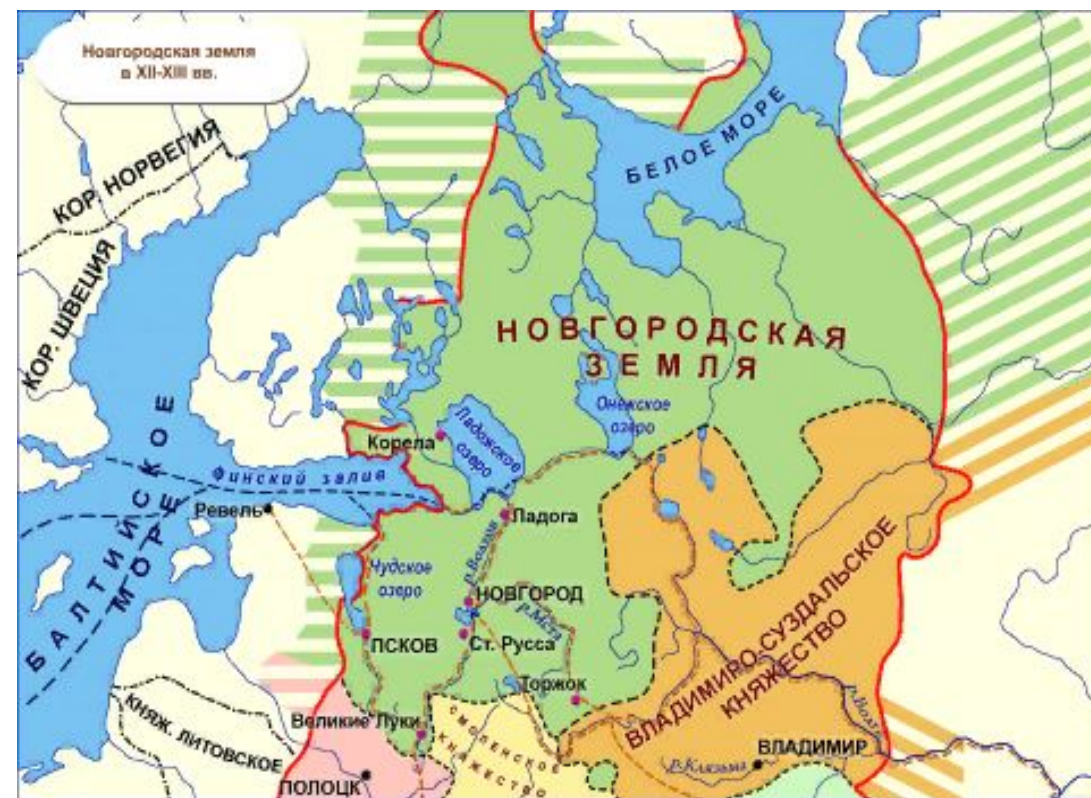 Новгородская земля
в XII-XIII вв.
БЕЛОЕ МОРЕ
КОР. НОРВЕГИЯ
КОР. ШВЕЦИЯ
НОВГОРОДСКАЯ
ЗЕМЛЯ
Онежское
озеро
Ладожское
озеро
Корела
Финский залив
БАЛТИЙСКОЕ
МОРЕ
Ревель
Ладога
р.Волхов
Чудское
озеро
НОВГОРОД
р.Мста
ПСКОВ
Ст. Русса
Торжок
ВЛАДИМИРО-СУЗДАЛЬСКОЕ
КНЯЖЕСТВО
Великие Луки
СМОЛЕНСКОЕ
КНЯЖЕСТВО
КНЯЖ. ЛИТОВСКОЕ
р.Волга
ВЛАДИМИР
р.Клязьма
ПОЛОЦК